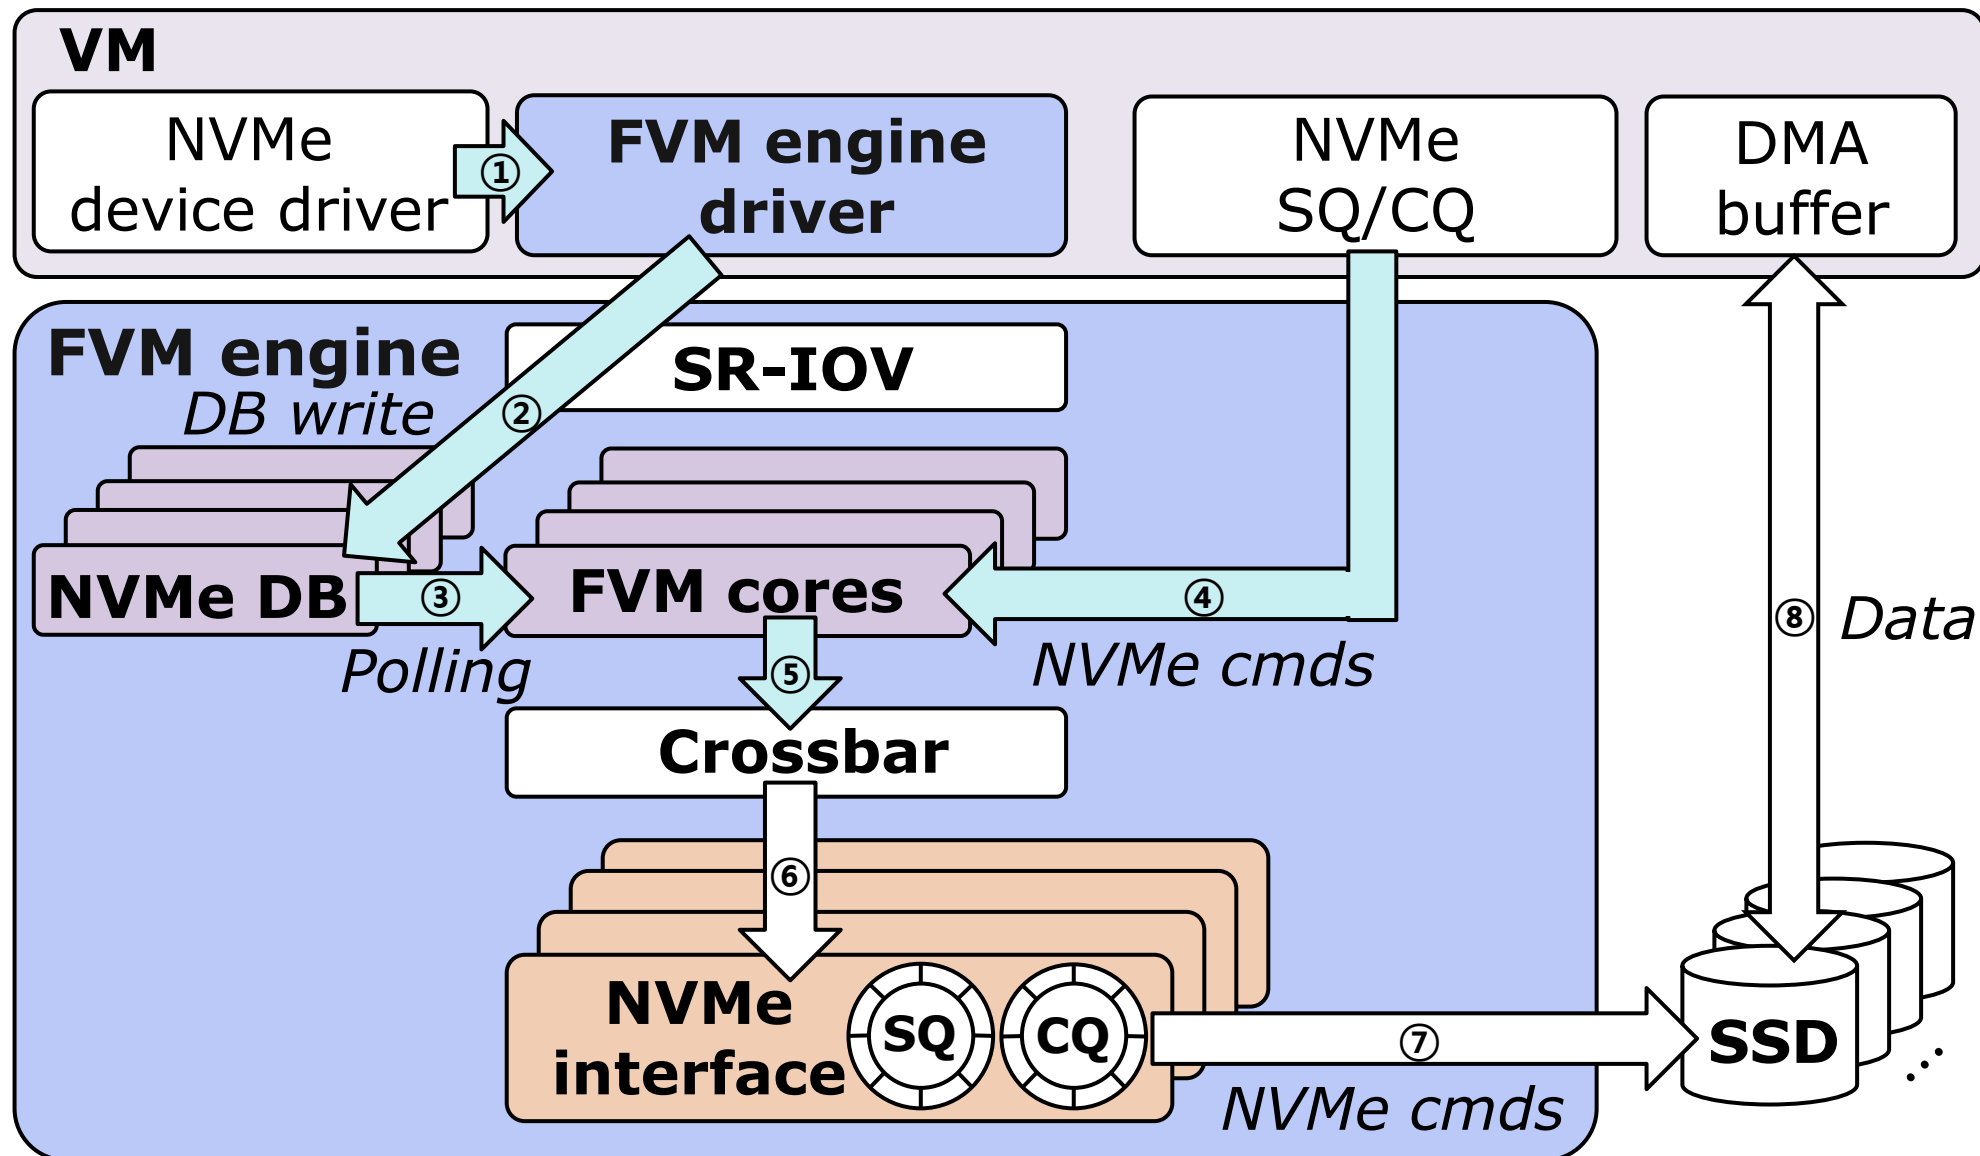 VM
NVMe
device driver
①
FVM engine
driver
NVMe
SQ/CQ
DMA
buffer
FVM engine
SR-IOV
DB write
②
NVMe DB
③
Polling
FVM cores
④
NVMe cmds
⑤
⑧
Data
Crossbar
⑥
NVMe
interface
SQ
CQ
⑦
NVMe cmds
SSD
...